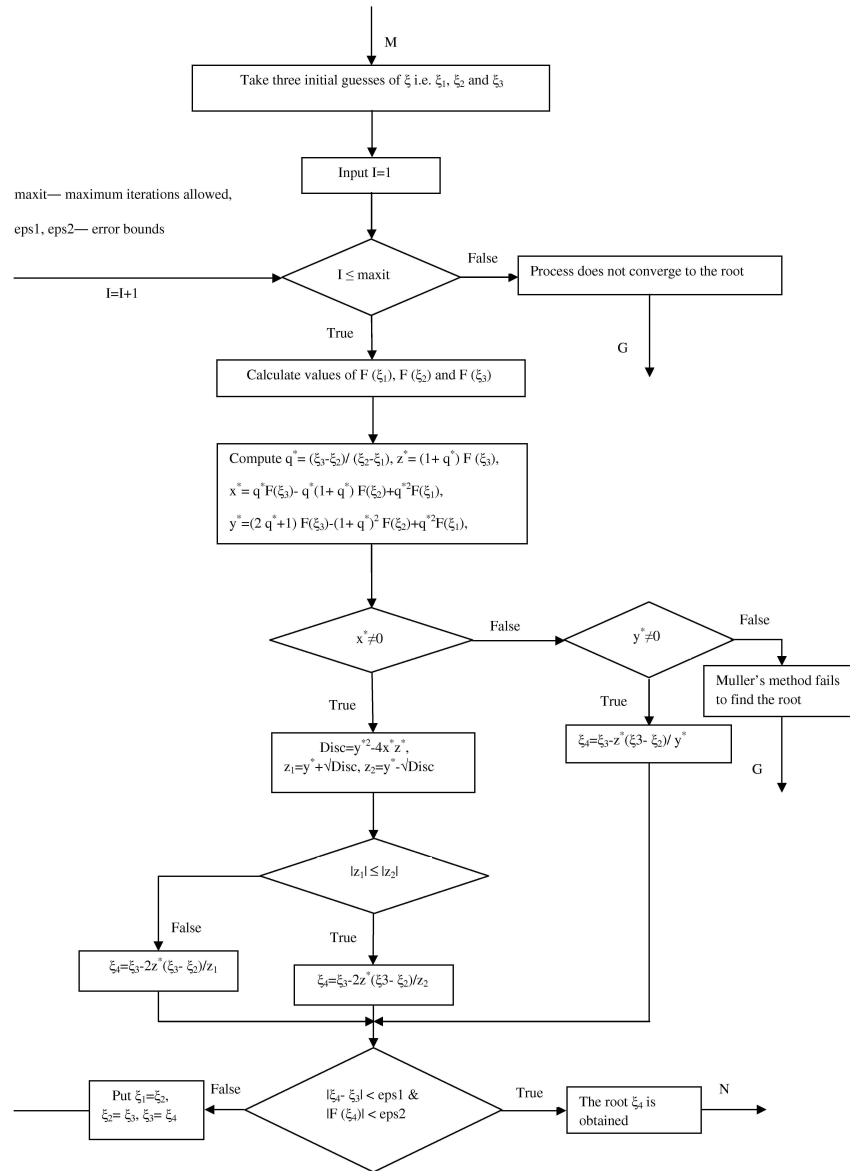 M
Take three initial guesses of ξ i.e. ξ₁, ξ₂ and ξ₃
Input I=1
maxit— maximum iterations allowed,
eps1, eps2— error bounds
I=I+1
I ≤ maxit
False
Process does not converge to the root
True
G
Calculate values of F (ξ₁), F (ξ₂) and F (ξ₃)
Compute q*= (ξ₃-ξ₂)/ (ξ₂-ξ₁), z*= (1+ q*) F (ξ₃),
x*= q*F(ξ₃)- q*(1+ q*) F(ξ₂)+q*²F(ξ₁),
y*=(2 q*+1) F(ξ₃)-(1+ q*)² F(ξ₂)+q*²F(ξ₁),
x*≠0
False
y*≠0
False
True
True
Muller's method fails
to find the root
Disc=y*²-4x*z*,
z₁=y*+√Disc, z₂=y*-√Disc
ξ₄=ξ₃-z*(ξ3- ξ₂)/ y*
G
|z₁| ≤ |z₂|
False
True
ξ₄=ξ₃-2z*(ξ₃- ξ₂)/z₁
ξ₄=ξ₃-2z*(ξ3- ξ₂)/z₂
Put ξ₁=ξ₂,
ξ₂= ξ₃, ξ₃= ξ₄
False
|ξ₄- ξ₃| < eps1 &
|F (ξ₄)| < eps2
True
The root ξ₄ is
obtained
N